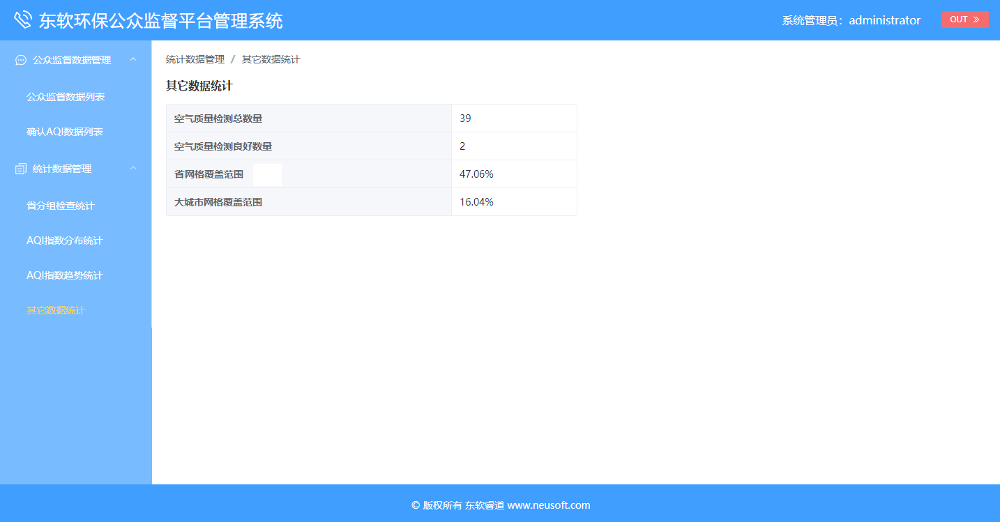 东软环保公众监督平台管理系统
系统管理员：administrator
OUT
公众监督数据管理
公众监督数据列表
确认AQI数据列表
统计数据管理
省分组检查统计
AQI指数分布统计
AQI指数趋势统计
其它数据统计
统计数据管理 / 其它数据统计
其它数据统计
空气质量检测总数量 39
空气质量检测良好数量 2
省网格覆盖范围 47.06%
大城市网格覆盖范围 16.04%
© 版权所有 东软睿道 www.neusoft.com